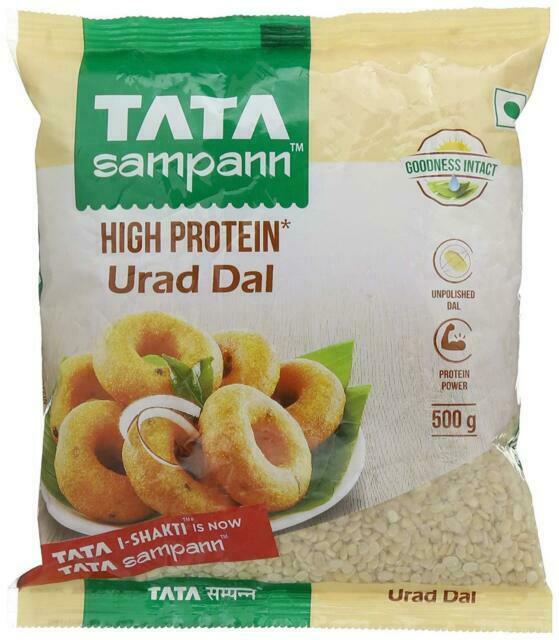 TATA
sampann™
GOODNESS INTACT
HIGH PROTEIN*
Urad Dal
UNPOLISHED
DAL
PROTEIN
POWER
500 g
TATA I-SHAKTI™* IS NOW
TATA sampann™
TATA सम्पन्न™
Urad Dal